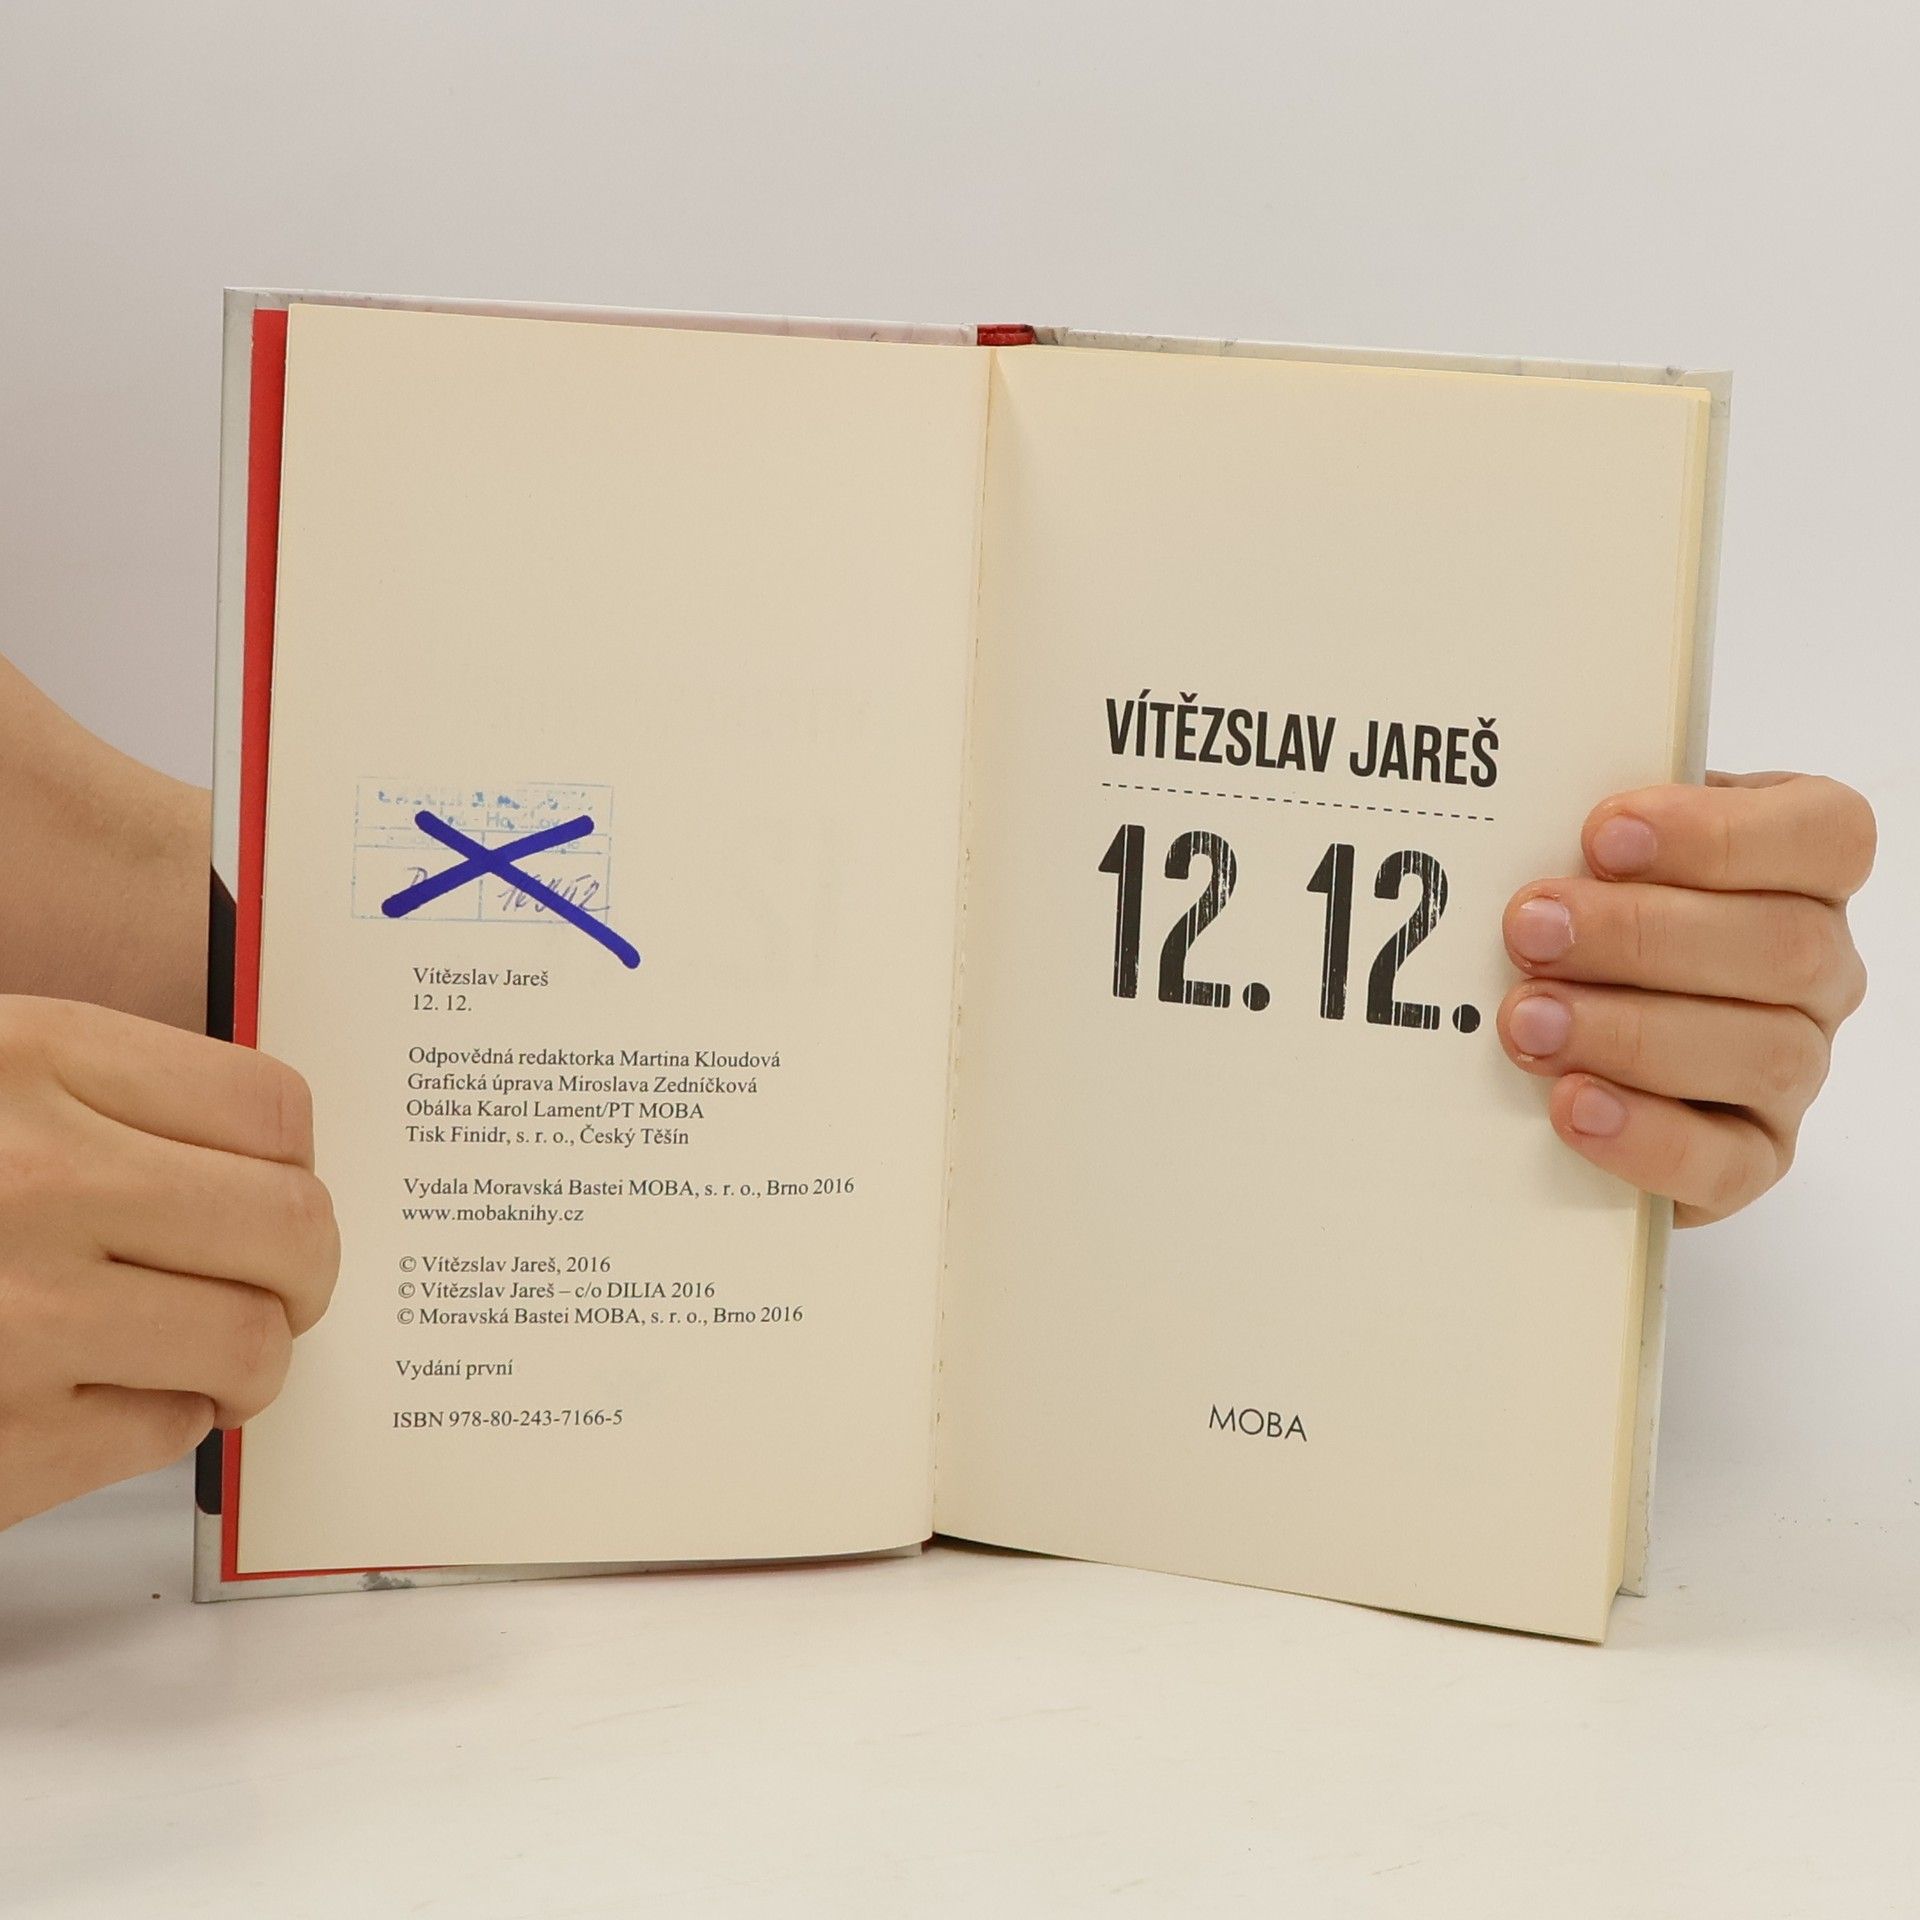 Vítězslav Jareš
12. 12.
Odpovědná redaktorka Martina Kloudová
Grafická úprava Miroslava Zedníčková
Obálka Karol Lament/PT MOBA
Tisk Finidr, s. r. o., Český Těšín
Vydala Moravská Bastei MOBA, s. r. o., Brno 2016
www.mobaknihy.cz
© Vítězslav Jareš, 2016
© Vítězslav Jareš – c/o DILIA 2016
© Moravská Bastei MOBA, s. r. o., Brno 2016
Vydání první
ISBN 978-80-243-7166-5
VÍTĚZSLAV JAREŠ
12. 12.
MOBA